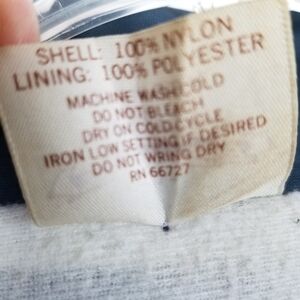 SHELL: 100% NYLON
LINING: 100% POLYESTER
MACHINE WASH COLD
DO NOT BLEACH
DRY ON COLD CYCLE
IRON LOW SETTING IF DESIRED
DO NOT WRING DRY
RN 66727